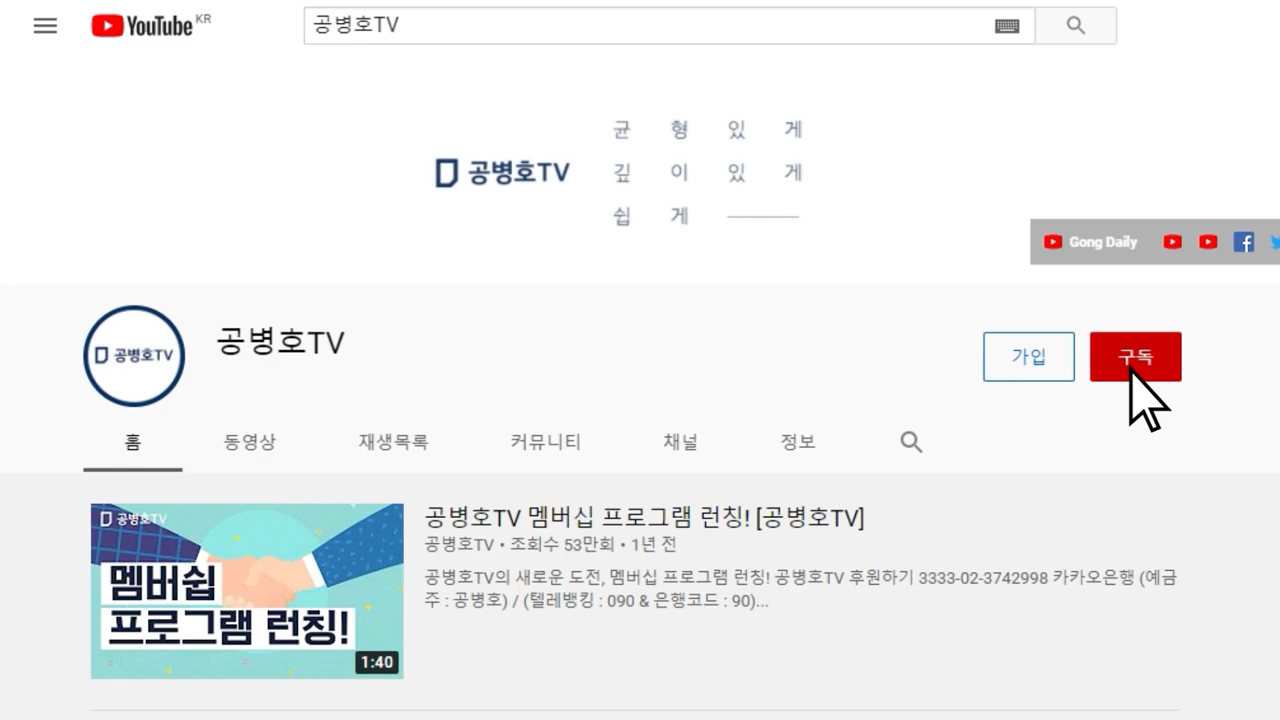 YouTube KR
공병호TV
균 형 있 게
공병호TV
깊 이 있 게
쉽 게
Gong Daily
공병호TV
공병호TV
가입
구독
홈
동영상
재생목록
커뮤니티
채널
정보
공병호TV
멤버쉽
프로그램 런칭!
1:40
공병호TV 멤버십 프로그램 런칭! [공병호TV]
공병호TV • 조회수 53만회 • 1년 전
공병호TV의 새로운 도전, 멤버십 프로그램 런칭! 공병호TV 후원하기 3333-02-3742998 카카오은행 (예금
주 : 공병호) / (텔레뱅킹 : 090 & 은행코드 : 90)...